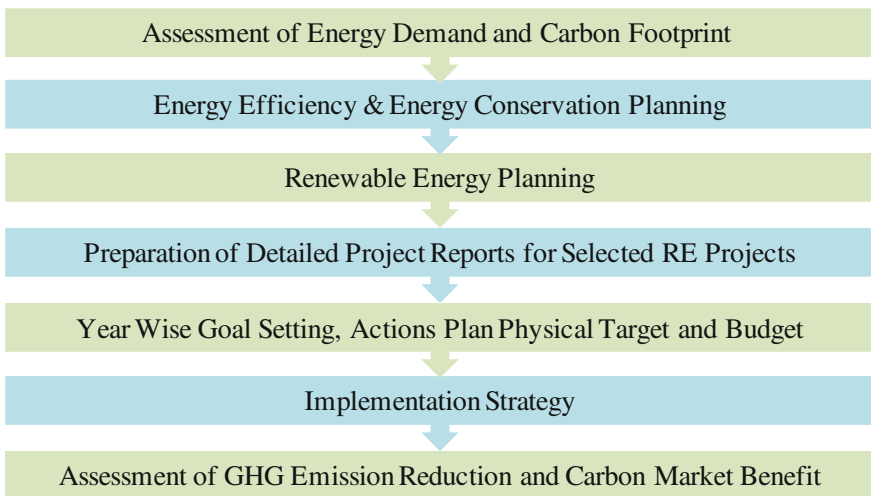 Assessment of Energy Demand and Carbon Footprint
Energy Efficiency & Energy Conservation Planning
Renewable Energy Planning
Preparation of Detailed Project Reports for Selected RE Projects
Year Wise Goal Setting, Actions Plan Physical Target and Budget
Implementation Strategy
Assessment of GHG Emission Reduction and Carbon Market Benefit